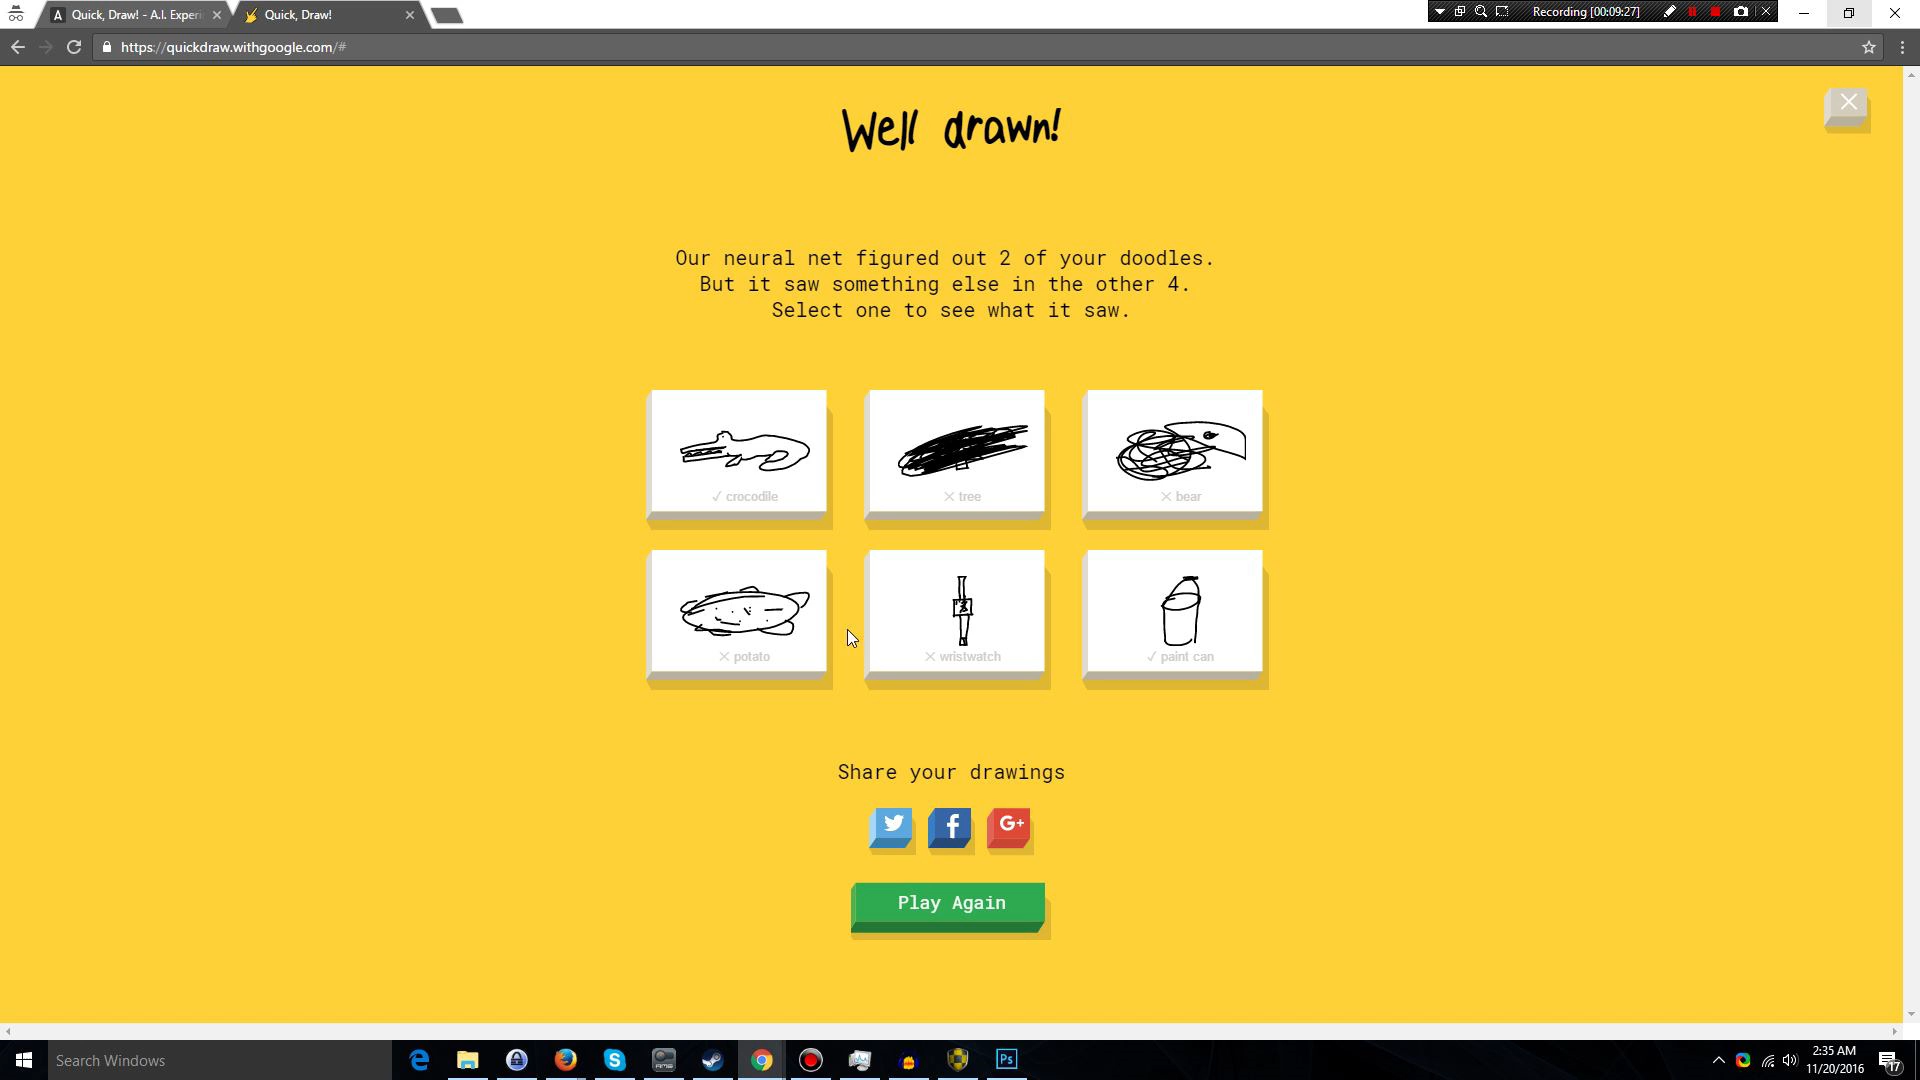 Quick, Draw! - A.I. Experi
Quick, Draw!
Recording [00:09:27]
https://quickdraw.withgoogle.com/#
Well drawn!
Our neural net figured out 2 of your doodles.
But it saw something else in the other 4.
Select one to see what it saw.
✓ crocodile
✕ tree
✕ bear
✕ potato
✕ wristwatch
✓ paint can
Share your drawings
G+
Play Again
Search Windows
Ps
2:35 AM
11/20/2016
17